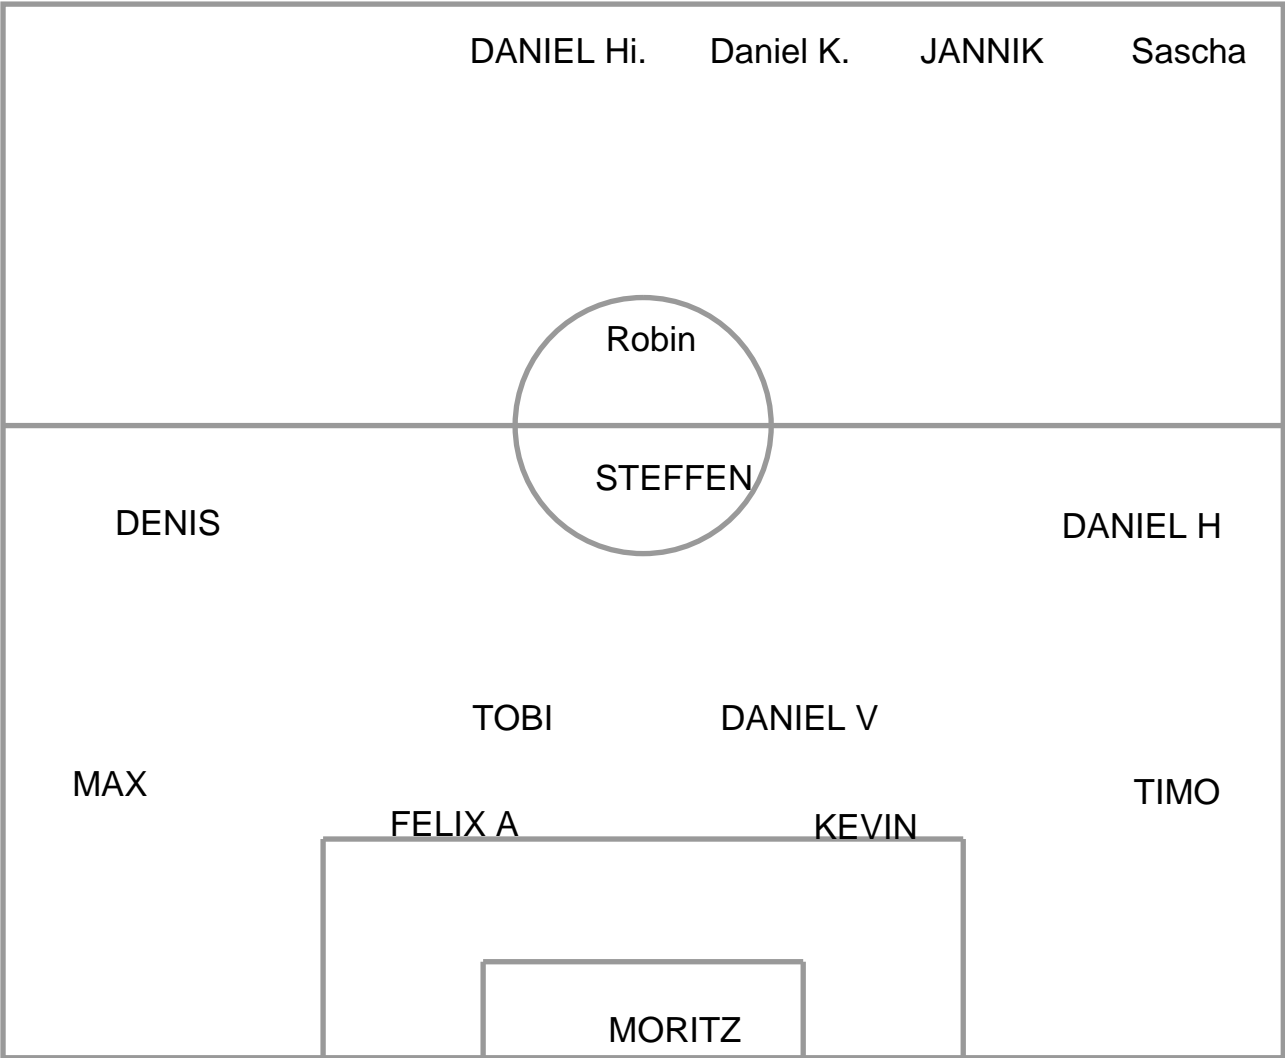 DANIEL Hi. Daniel K. JANNIK Sascha
Robin
STEFFEN
DENIS DANIEL H
TOBI DANIEL V
MAX TIMO
FELIX A KEVIN
MORITZ